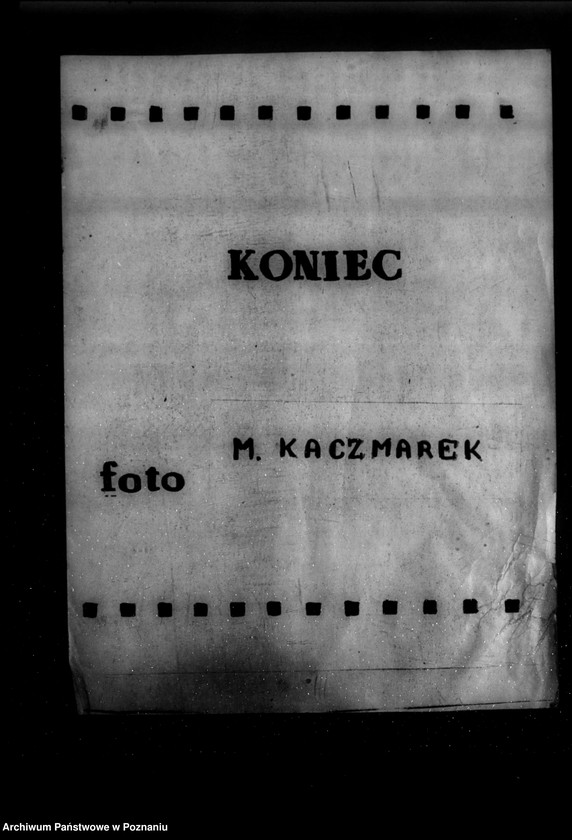 KONIEC
M. KACZMAREK
foto
Archiwum Państwowe w Poznaniu